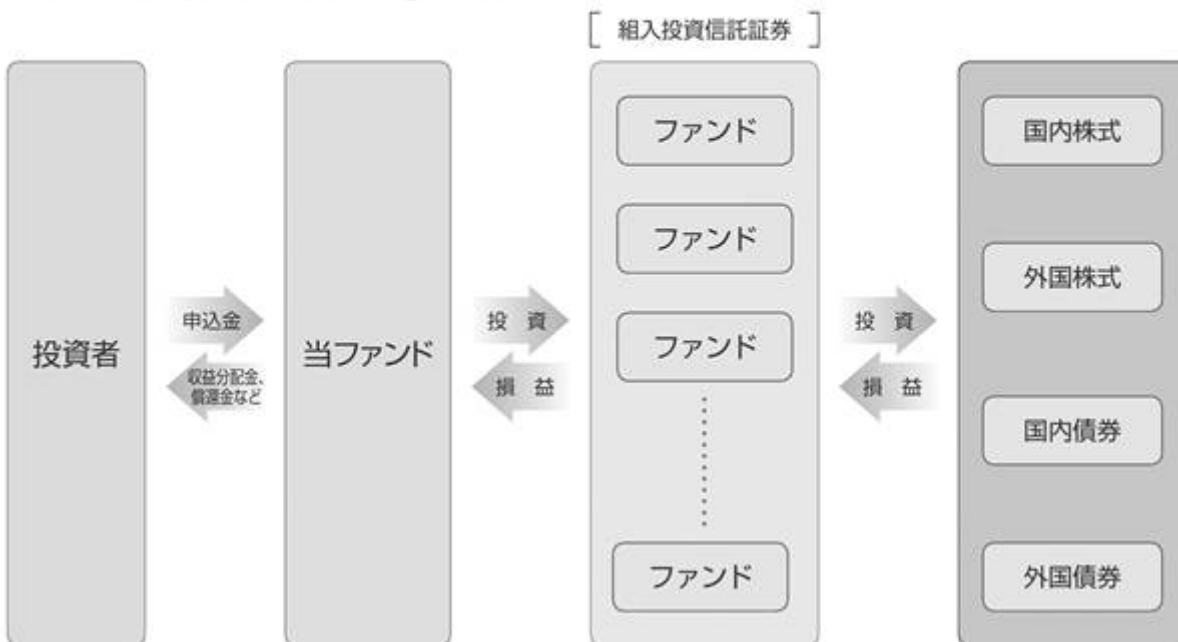 [ 組入投資信託証券 ]
投資者
申込金
収益分配金、
償還金など
当ファンド
投 資
損 益
ファンド
ファンド
ファンド
ファンド
投 資
損 益
国内株式
外国株式
国内債券
外国債券